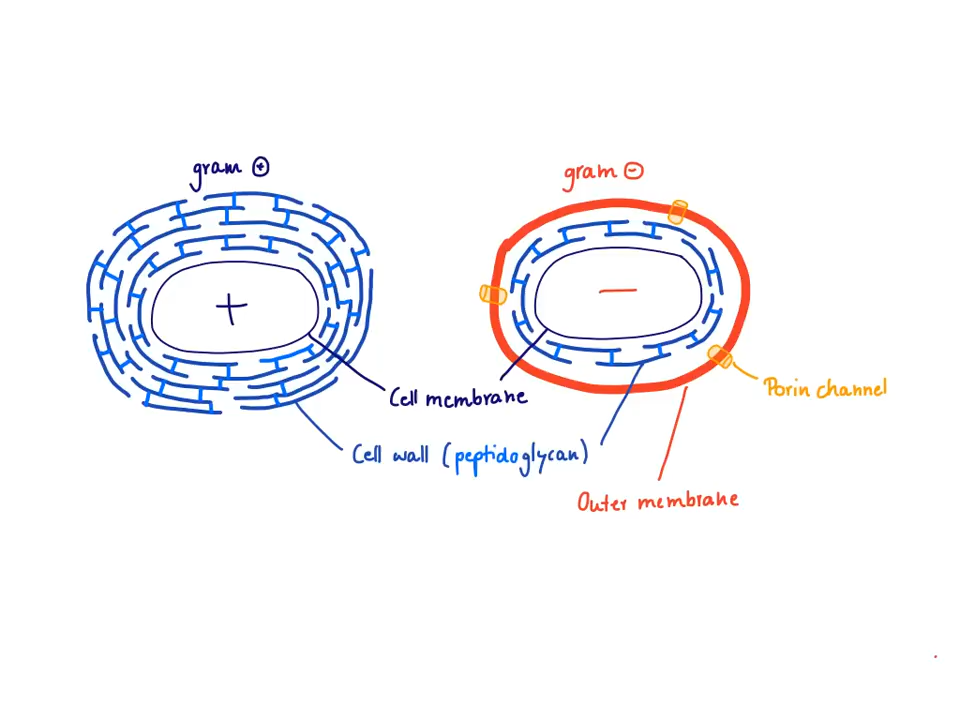 gram ⊕
gram ⊖
+
−
Cell membrane
Porin channel
Cell wall (peptidoglycan)
Outer membrane